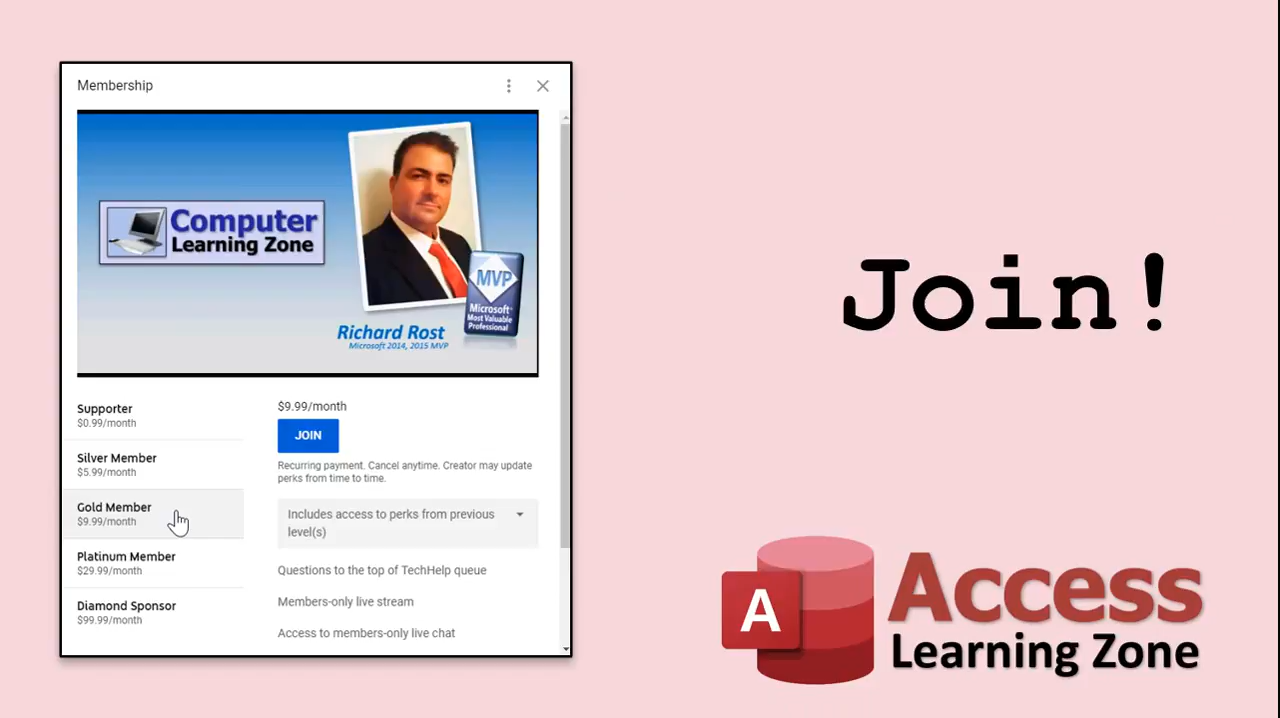 Membership
Computer
Learning Zone
MVP
Microsoft®
Most Valuable
Professional
Richard Rost
Microsoft 2014, 2015 MVP
Supporter
$0.99/month
Silver Member
$5.99/month
Gold Member
$9.99/month
Platinum Member
$29.99/month
Diamond Sponsor
$99.99/month
$9.99/month
JOIN
Recurring payment. Cancel anytime. Creator may update
perks from time to time.
Includes access to perks from previous
level(s)
Questions to the top of TechHelp queue
Members-only live stream
Access to members-only live chat
Join!
A
Access
Learning Zone